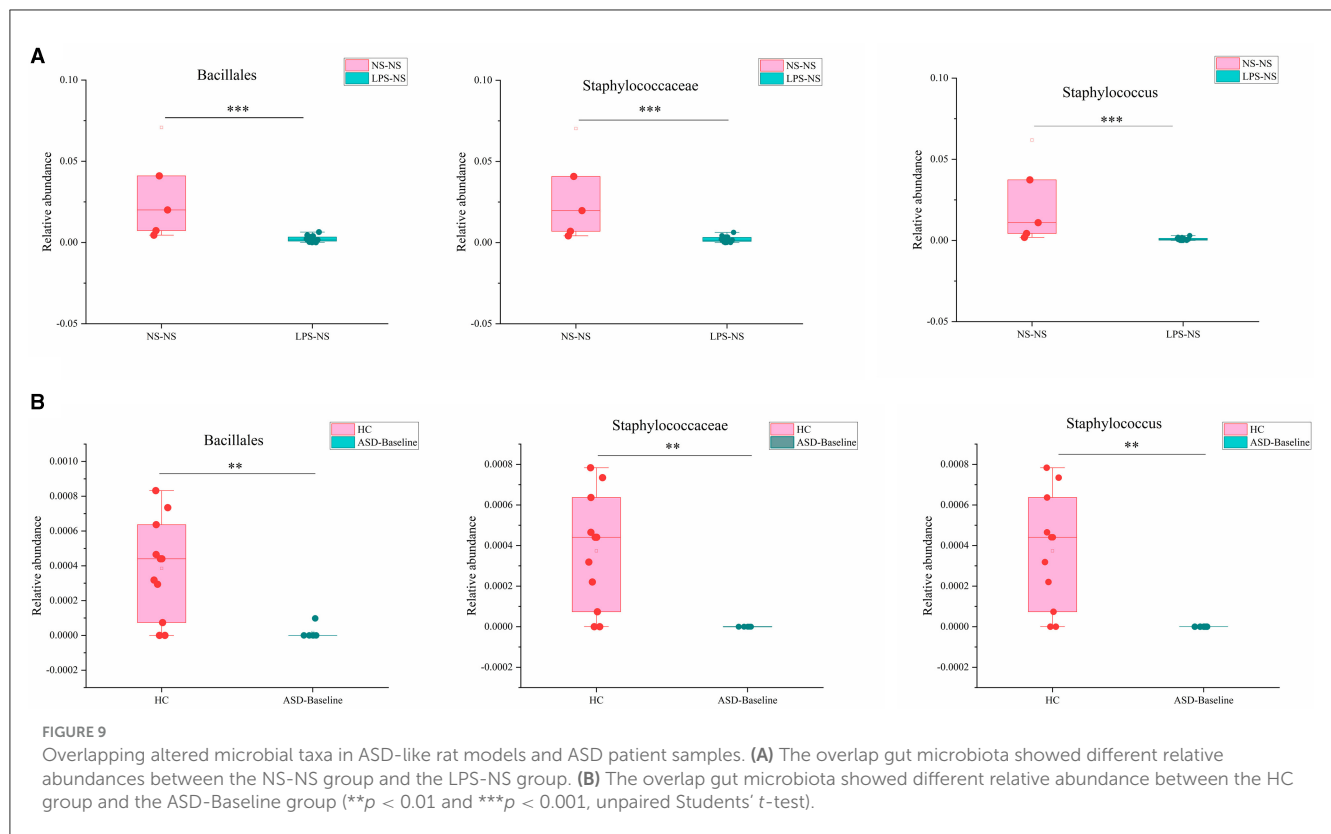 A
Bacillales
NS-NS
LPS-NS
***
Relative abundance
0.10
0.05
0.00
-0.05
NS-NS
LPS-NS
Staphylococcaceae
NS-NS
LPS-NS
***
Relative abundance
0.10
0.05
0.00
-0.05
NS-NS
LPS-NS
Staphylococcus
NS-NS
LPS-NS
***
Relative abundance
0.10
0.05
0.00
-0.05
NS-NS
LPS-NS
B
Bacillales
HC
ASD-Baseline
**
Relative abundance
0.0010
0.0008
0.0006
0.0004
0.0002
0.0000
-0.0002
HC
ASD-Baseline
Staphylococcaceae
HC
ASD-Baseline
**
Relative abundance
0.0008
0.0006
0.0004
0.0002
0.0000
-0.0002
HC
ASD-Baseline
Staphylococcus
HC
ASD-Baseline
**
Relative abundance
0.0008
0.0006
0.0004
0.0002
0.0000
-0.0002
HC
ASD-Baseline
FIGURE 9
Overlapping altered microbial taxa in ASD-like rat models and ASD patient samples. (A) The overlap gut microbiota showed different relative
abundances between the NS-NS group and the LPS-NS group. (B) The overlap gut microbiota showed different relative abundance between the HC
group and the ASD-Baseline group (**p < 0.01 and ***p < 0.001, unpaired Students' t-test).